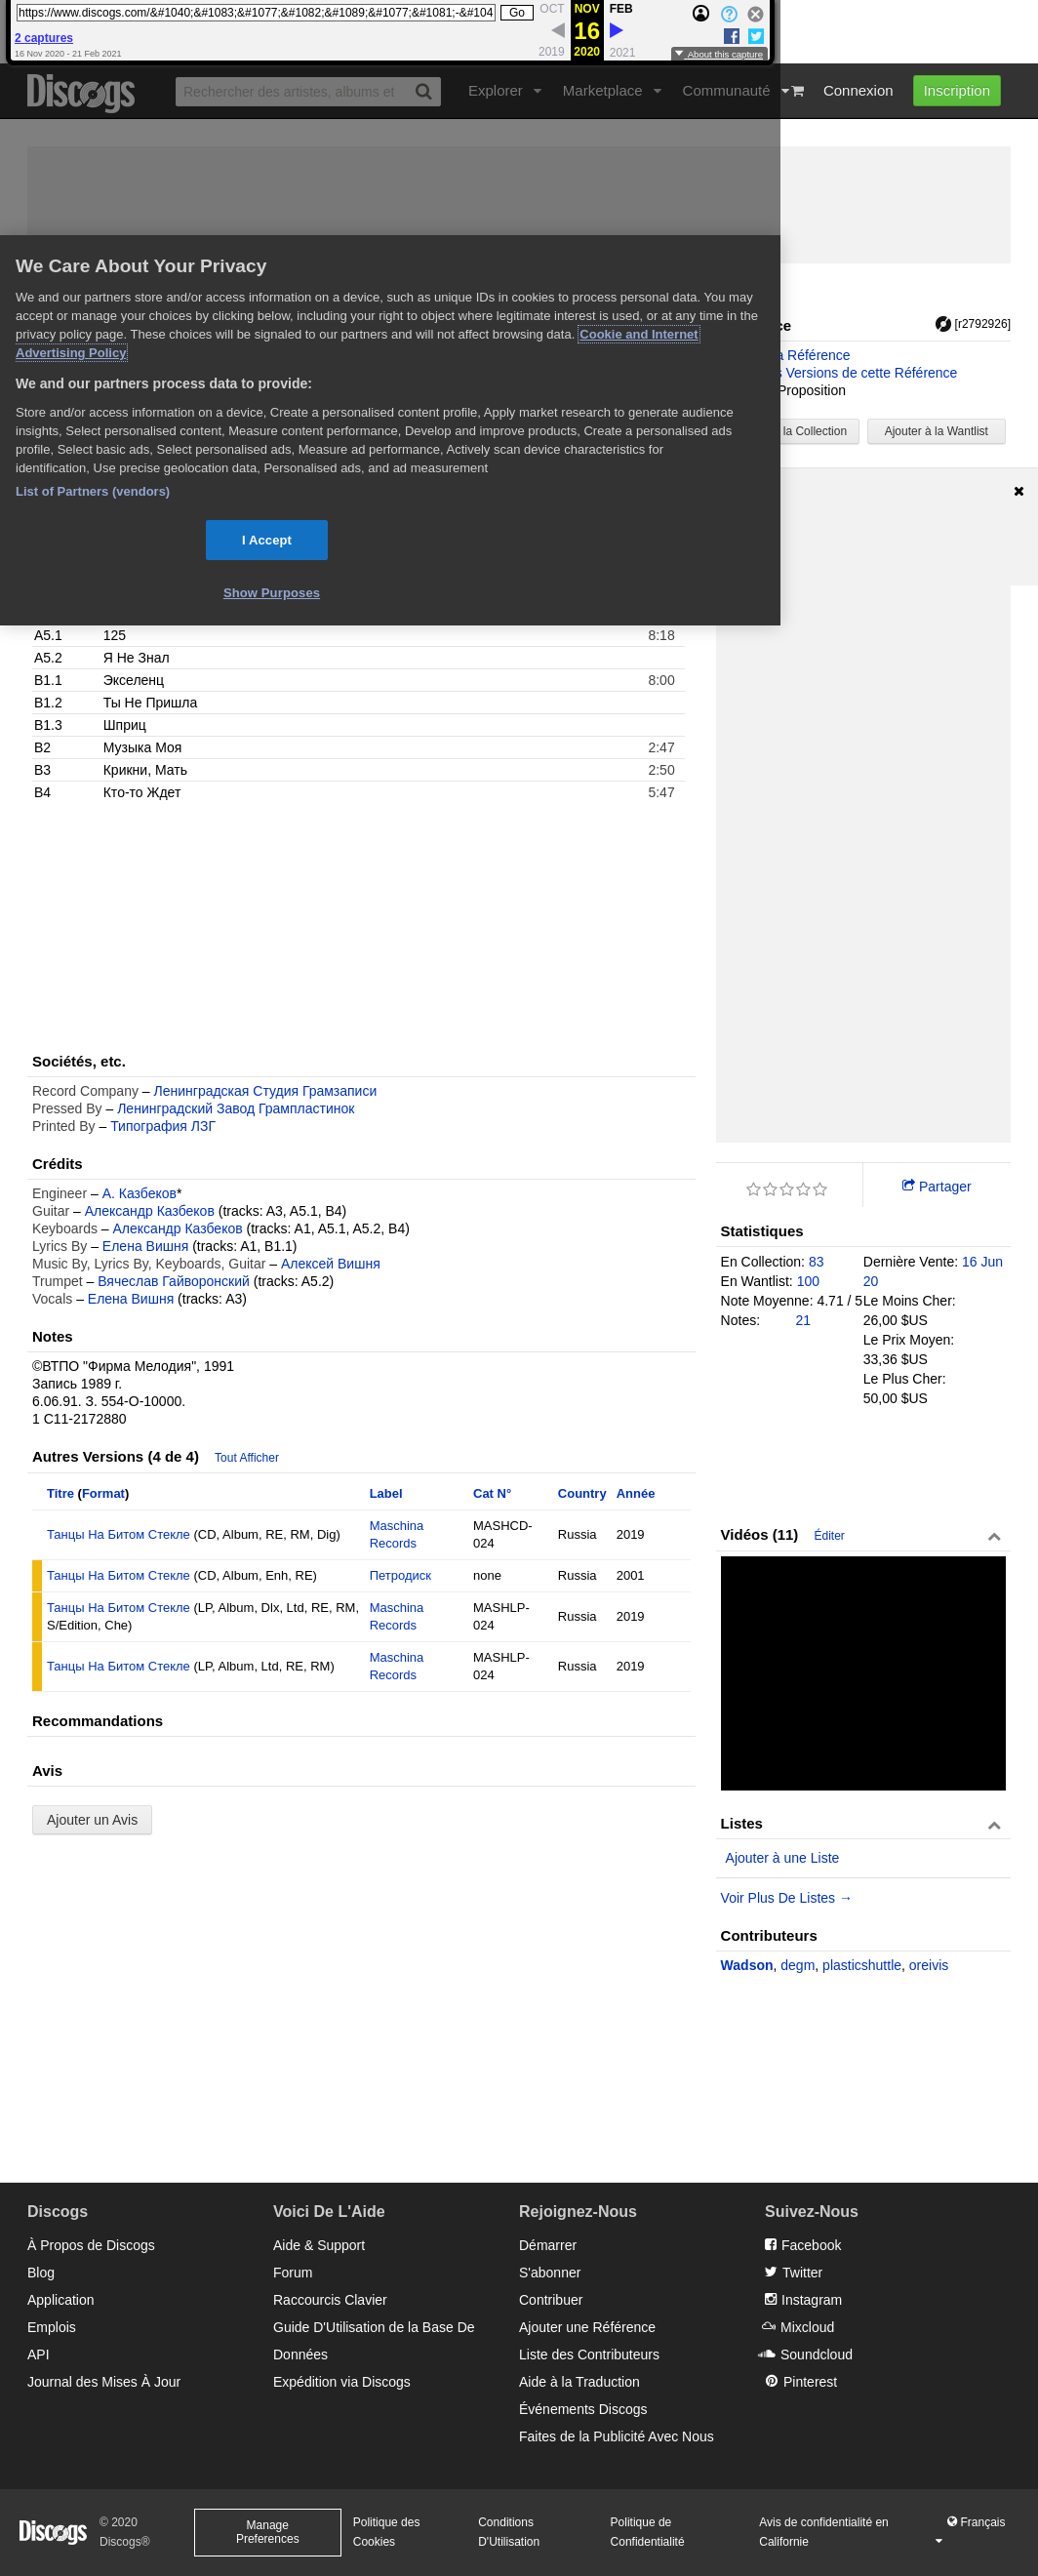 https://www.discogs.com/&#1040;&#1083;&#1077;&#1082;&#1089;&#1077;&#1081;-&#104
Go
OCT NOV FEB
2 captures
16
16 Nov 2020 - 21 Feb 2021
2019 2020 2021
About this capture
Discogs
Rechercher des artistes, albums et
Explorer Marketplace Communauté Connexion Inscription
We Care About Your Privacy
We and our partners store and/or access information on a device, such as unique IDs in cookies to process personal data. You may
accept or manage your choices by clicking below, including your right to object where legitimate interest is used, or at any time in the
privacy policy page. These choices will be signaled to our partners and will not affect browsing data. Cookie and Internet
Advertising Policy
We and our partners process data to provide:
Store and/or access information on a device, Create a personalised content profile, Apply market research to generate audience
insights, Select personalised content, Measure content performance, Develop and improve products, Create a personalised ads
profile, Select basic ads, Select personalised ads, Measure ad performance, Actively scan device characteristics for
identification, Use precise geolocation data, Personalised ads, and ad measurement
List of Partners (vendors)
I Accept
Show Purposes
[r2792926]
Référence
Versions de cette Référence
Proposition
la Collection
Ajouter à la Wantlist
A5.1 125 8:18
A5.2 Я Не Знал
B1.1 Экселенц 8:00
B1.2 Ты Не Пришла
B1.3 Шприц
B2 Музыка Моя 2:47
B3 Крикни, Мать 2:50
B4 Кто-то Ждет 5:47
Sociétés, etc.
Record Company – Ленинградская Студия Грамзаписи
Pressed By – Ленинградский Завод Грампластинок
Printed By – Типография ЛЗГ
Crédits
Engineer – А. Казбеков*
Guitar – Александр Казбеков (tracks: A3, A5.1, B4)
Keyboards – Александр Казбеков (tracks: A1, A5.1, A5.2, B4)
Lyrics By – Елена Вишня (tracks: A1, B1.1)
Music By, Lyrics By, Keyboards, Guitar – Алексей Вишня
Trumpet – Вячеслав Гайворонский (tracks: A5.2)
Vocals – Елена Вишня (tracks: A3)
Notes
©ВТПО "Фирма Мелодия", 1991
Запись 1989 г.
6.06.91. З. 554-О-10000.
1 С11-2172880
Autres Versions (4 de 4) Tout Afficher
Titre (Format) Label Cat N° Country Année
Танцы На Битом Стекле (CD, Album, RE, RM, Dig) Maschina Records MASHCD-024 Russia 2019
Танцы На Битом Стекле (CD, Album, Enh, RE) Петродиск none Russia 2001
Танцы На Битом Стекле (LP, Album, Dlx, Ltd, RE, RM, S/Edition, Che) Maschina Records MASHLP-024 Russia 2019
Танцы На Битом Стекле (LP, Album, Ltd, RE, RM) Maschina Records MASHLP-024 Russia 2019
Recommandations
Avis
Ajouter un Avis
Partager
Statistiques
En Collection: 83
En Wantlist: 100
Note Moyenne: 4.71 / 5
Notes: 21
Dernière Vente: 16 Jun
20
Le Moins Cher:
26,00 $US
Le Prix Moyen:
33,36 $US
Le Plus Cher:
50,00 $US
Vidéos (11) Éditer
Listes
Ajouter à une Liste
Voir Plus De Listes →
Contributeurs
Wadson, degm, plasticshuttle, oreivis
Discogs
À Propos de Discogs
Blog
Application
Emplois
API
Journal des Mises À Jour
Voici De L'Aide
Aide & Support
Forum
Raccourcis Clavier
Guide D'Utilisation de la Base De
Données
Expédition via Discogs
Rejoignez-Nous
Démarrer
S'abonner
Contribuer
Ajouter une Référence
Liste des Contributeurs
Aide à la Traduction
Événements Discogs
Faites de la Publicité Avec Nous
Suivez-Nous
Facebook
Twitter
Instagram
Mixcloud
Soundcloud
Pinterest
Discogs
© 2020
Discogs®
Manage
Preferences
Politique des
Cookies
Conditions
D'Utilisation
Politique de
Confidentialité
Avis de confidentialité en
Californie
Français